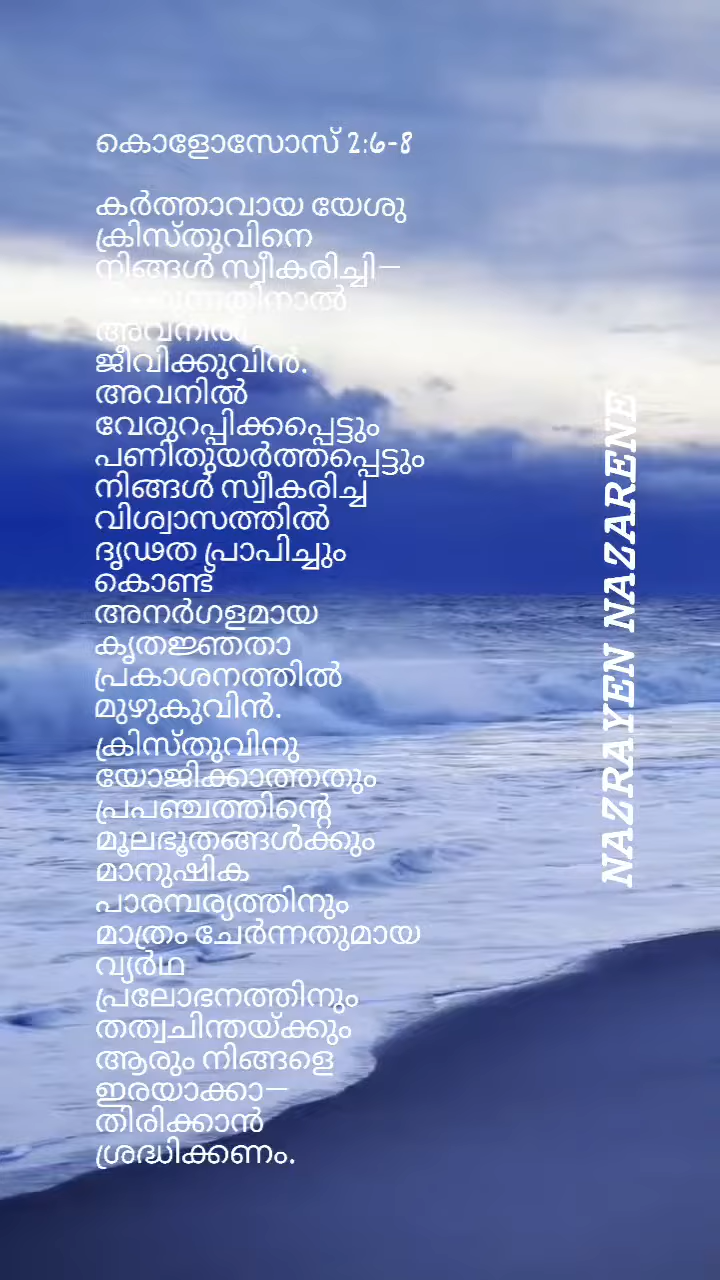 കൊളോസോസ് 2:6-8
കർത്താവായ യേശു
ക്രിസ്തുവിനെ
നിങ്ങൾ സ്വീകരിച്ചി–
അവനിൽ
ജീവിക്കുവിൻ.
അവനിൽ
വേരുറപ്പിക്കപ്പെട്ടും
പണിതുയർത്തപ്പെട്ടും
നിങ്ങൾ സ്വീകരിച്ച
വിശ്വാസത്തിൽ
ദൃഢത പ്രാപിച്ചും
കൊണ്ട്
അനർഗളമായ
കൃതജ്ഞതാ
പ്രകാശനത്തിൽ
മുഴുകുവിൻ.
ക്രിസ്തുവിനു
യോജിക്കാത്തതും
പ്രപഞ്ചത്തിന്റെ
മൂലഭൂതങ്ങൾക്കും
മാനുഷിക
പാരമ്പര്യത്തിനും
മാത്രം ചേർന്നതുമായ
വ്യർഥ
പ്രലോഭനത്തിനും
തത്വചിന്തയ്ക്കും
ആരും നിങ്ങളെ
ഇരയാക്കാ–
തിരിക്കാൻ
ശ്രദ്ധിക്കണം.
NAZRAYEN NAZARENE